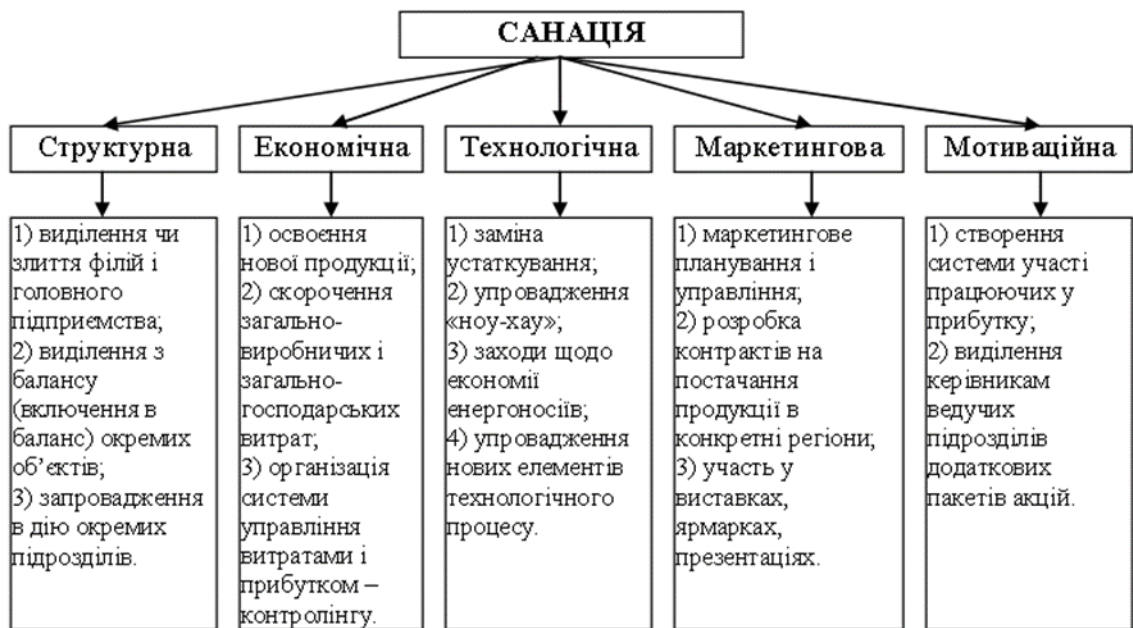 САНАЦІЯ
Структурна
Економічна
Технологічна
Маркетингова
Мотиваційна
1) виділення чи
злиття філій і
головного
підприємства;
2) виділення з
балансу
(включення в
баланс) окремих
об’єктів;
3) запровадження
в дію окремих
підрозділів.
1) освоєння
нової продукції;
2) скорочення
загально-
виробничих і
загально-
господарських
витрат;
3) організація
системи
управління
витратами і
прибутком –
контролінгу.
1) заміна
устаткування;
2) упровадження
«ноу-хау»;
3) заходи щодо
економії
енергоносіїв;
4) упровадження
нових елементів
технологічного
процесу.
1) маркетингове
планування і
управління;
2) розробка
контрактів на
постачання
продукції в
конкретні регіони;
3) участь у
виставках,
ярмарках,
презентаціях.
1) створення
системи участі
працюючих у
прибутку;
2) виділення
керівникам
ведучих
підрозділів
додаткових
пакетів акцій.